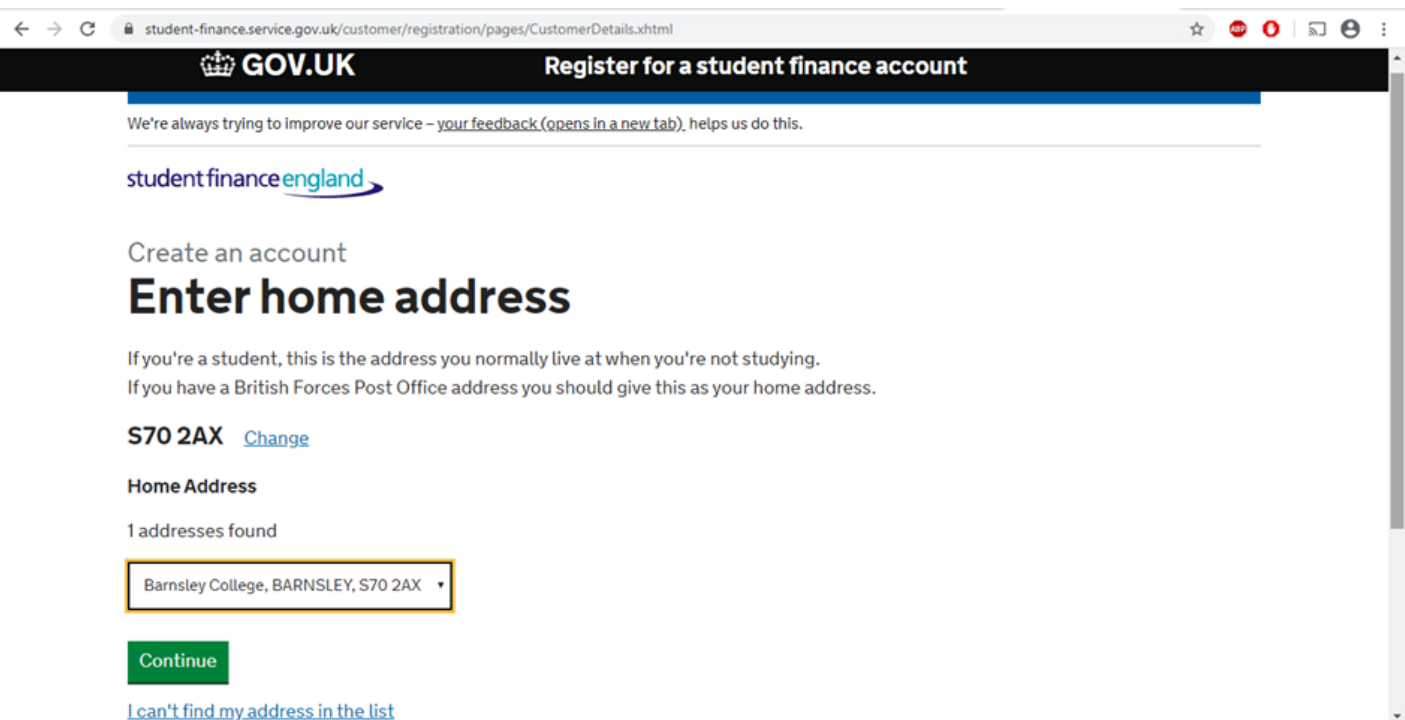 student-finance.service.gov.uk/customer/registration/pages/CustomerDetails.xhtml
ABP
GOV.UK
Register for a student finance account
We're always trying to improve our service – your feedback (opens in a new tab) helps us do this.
studentfinanceengland
Create an account
Enter home address
If you're a student, this is the address you normally live at when you're not studying.
If you have a British Forces Post Office address you should give this as your home address.
S70 2AX Change
Home Address
1 addresses found
Barnsley College, BARNSLEY, S70 2AX
Continue
I can't find my address in the list